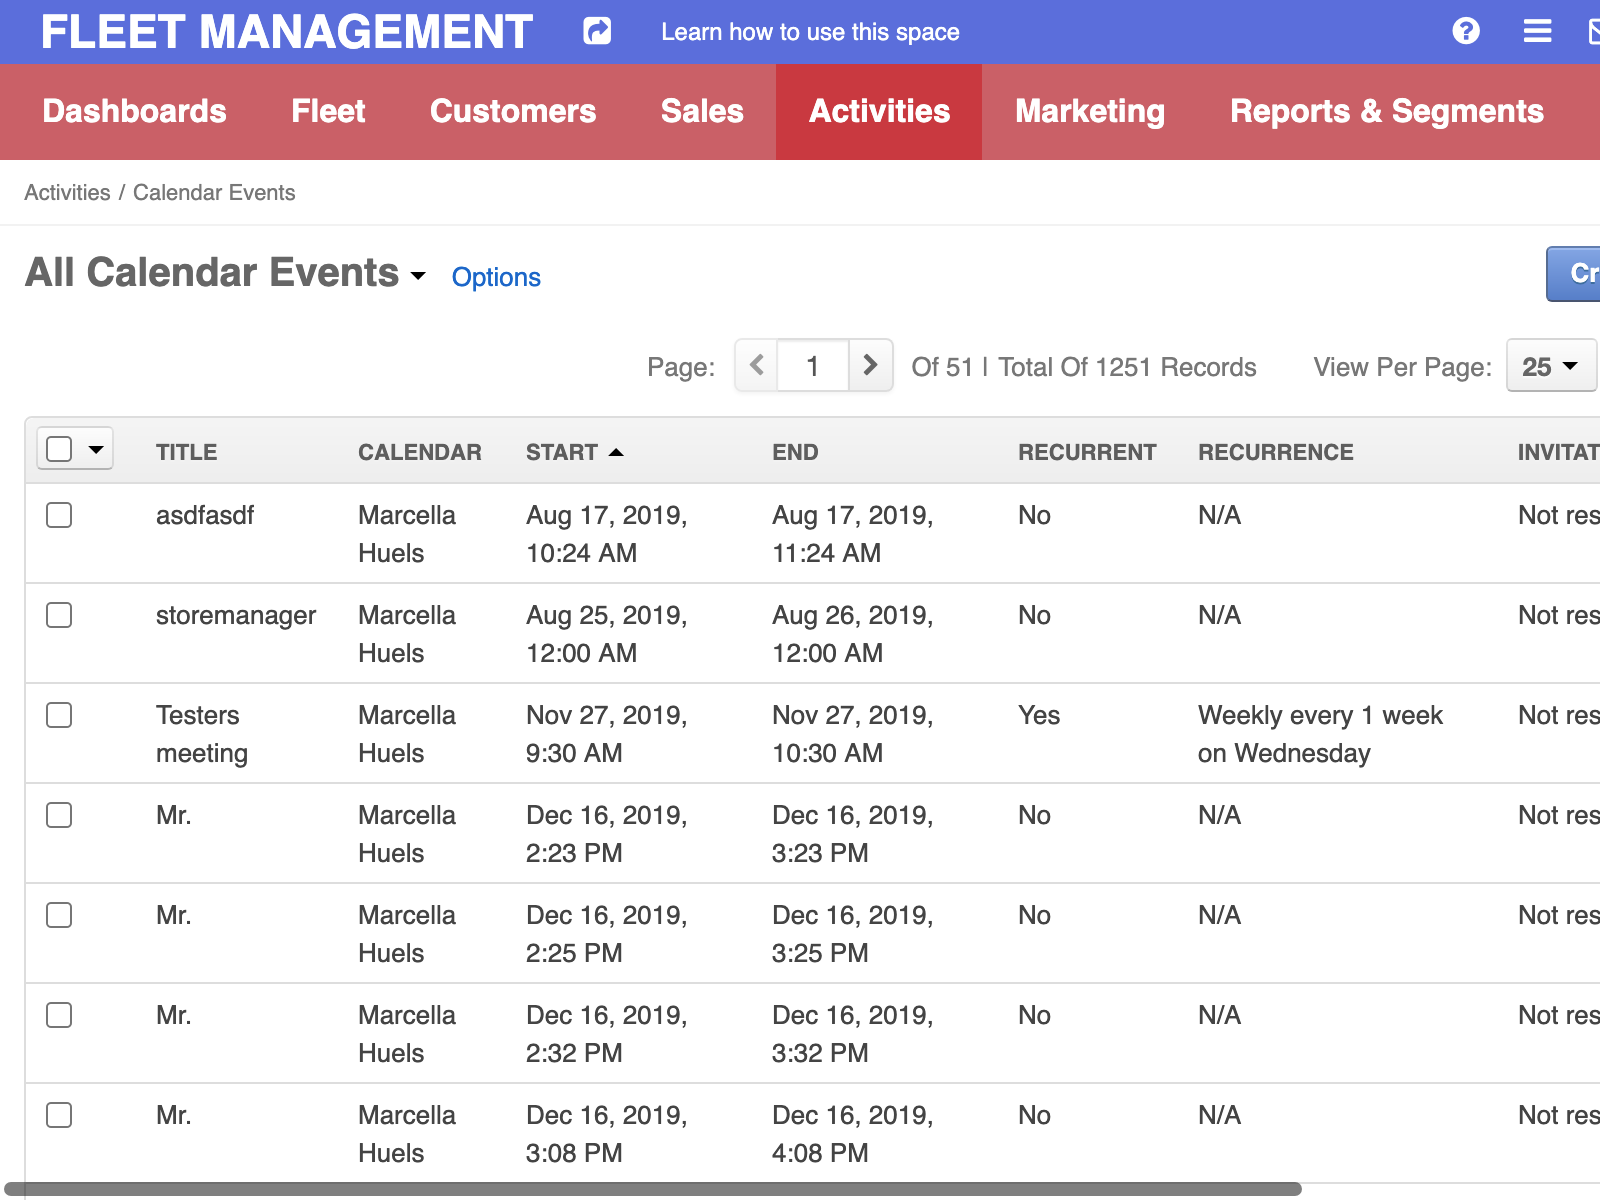 FLEET MANAGEMENT Learn how to use this space
Dashboards Fleet Customers Sales Activities Marketing Reports & Segments
Activities / Calendar Events
All Calendar Events Options Cr
Page: 1 Of 51 | Total Of 1251 Records View Per Page: 25
TITLE CALENDAR START END RECURRENT RECURRENCE INVITAT
asdfasdf Marcella Aug 17, 2019, Aug 17, 2019, No N/A Not res
Huels 10:24 AM 11:24 AM
storemanager Marcella Aug 25, 2019, Aug 26, 2019, No N/A Not res
Huels 12:00 AM 12:00 AM
Testers Marcella Nov 27, 2019, Nov 27, 2019, Yes Weekly every 1 week Not res
meeting Huels 9:30 AM 10:30 AM on Wednesday
Mr. Marcella Dec 16, 2019, Dec 16, 2019, No N/A Not res
Huels 2:23 PM 3:23 PM
Mr. Marcella Dec 16, 2019, Dec 16, 2019, No N/A Not res
Huels 2:25 PM 3:25 PM
Mr. Marcella Dec 16, 2019, Dec 16, 2019, No N/A Not res
Huels 2:32 PM 3:32 PM
Mr. Marcella Dec 16, 2019, Dec 16, 2019, No N/A Not res
Huels 3:08 PM 4:08 PM